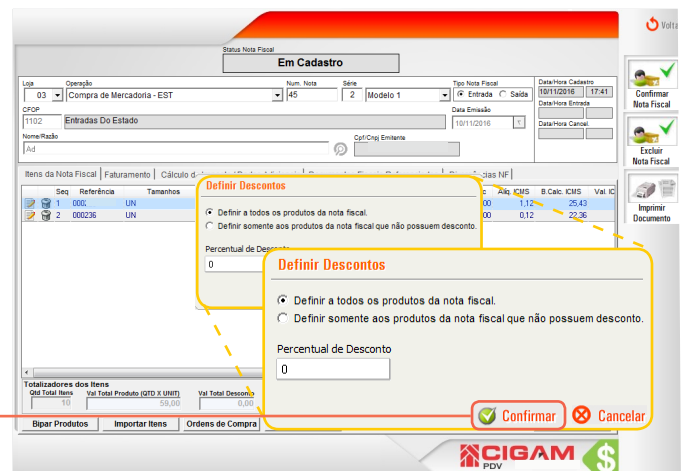 Volta
Status Nota Fiscal
Em Cadastro
Loja Operação Num. Nota Série Tipo Nota Fiscal Data/Hora Cadastro
03 Compra de Mercadoria - EST 45 2 Modelo 1 Entrada Saída 10/11/2016 17:41
CFOP Data Emissão Data/Hora Entrada
1102 Entradas Do Estado 10/11/2016 Data/Hora Cancel.
Nome/Razão Cpf/Cnpj Emitente
Ad
Confirmar
Nota Fiscal
Excluir
Nota Fiscal
Imprimir
Documento
Itens da Nota Fiscal Faturamento Cálculo NF
Seq Referência Tamanhos Aliq. ICMS B.Calc. ICMS Val. IC
1 000 UN 00 1,12 25,43
2 000236 UN 00 0,12 22,36
Definir Descontos
Definir a todos os produtos da nota fiscal.
Definir somente aos produtos da nota fiscal que não possuem desconto.
Percentual de Desconto
0
Definir Descontos
Definir a todos os produtos da nota fiscal.
Definir somente aos produtos da nota fiscal que não possuem desconto.
Percentual de Desconto
0
Confirmar Cancelar
Totalizadores dos Itens
Qtd Total Itens Val Total Produto (QTD X UNIT) Val Total Desconto
10 59,00 0,00
Bipar Produtos Importar Itens Ordens de Compra
CIGAM
PDV
$